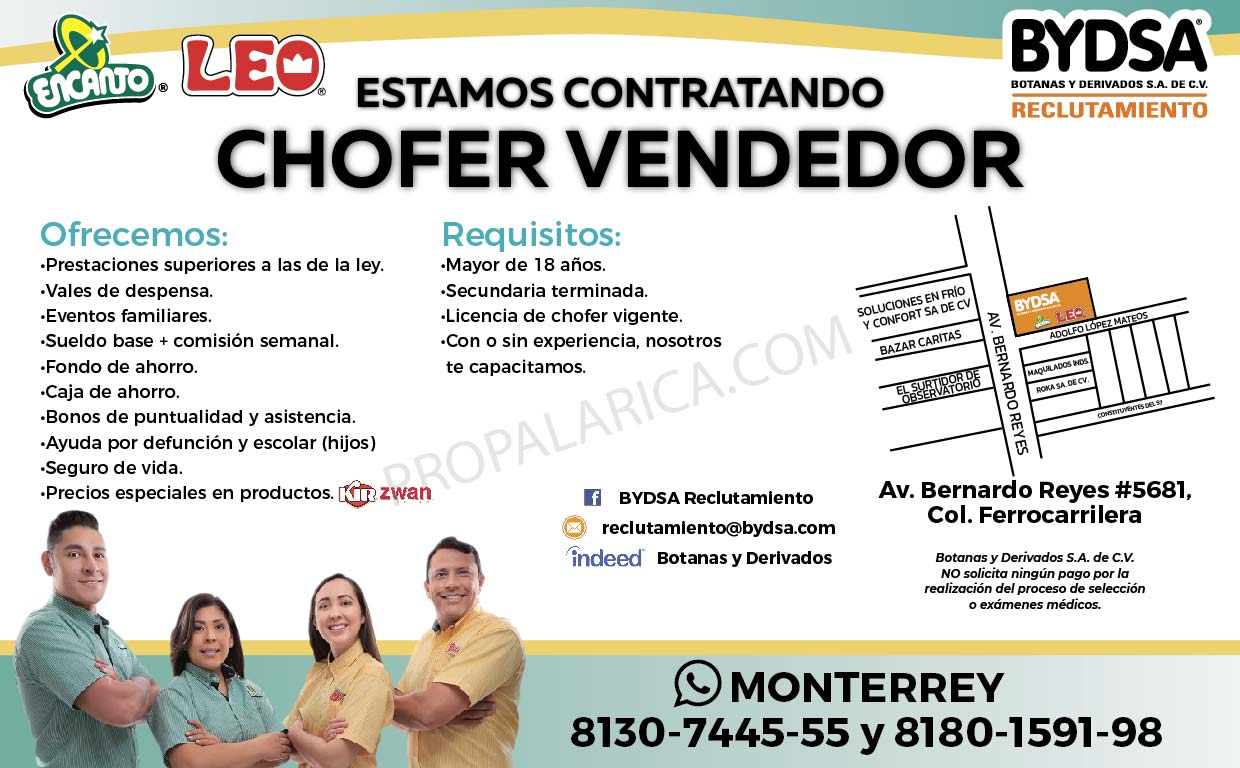 ENCANTO®
LEO®
BYDSA®
BOTANAS Y DERIVADOS S.A. DE C.V.
RECLUTAMIENTO
ESTAMOS CONTRATANDO
CHOFER VENDEDOR
Ofrecemos:
•Prestaciones superiores a las de la ley.
•Vales de despensa.
•Eventos familiares.
•Sueldo base + comisión semanal.
•Fondo de ahorro.
•Caja de ahorro.
•Bonos de puntualidad y asistencia.
•Ayuda por defunción y escolar (hijos)
•Seguro de vida.
•Precios especiales en productos. KIR zwan
Requisitos:
•Mayor de 18 años.
•Secundaria terminada.
•Licencia de chofer vigente.
•Con o sin experiencia, nosotros
te capacitamos.
PROPALARICA.COM
SOLUCIONES EN FRÍO
Y CONFORT SA DE CV
BAZAR CARITAS
EL SURTIDOR DE
OBSERVATORIO
AV. BERNARDO REYES
BYDSA
LEO
ADOLFO LÓPEZ MATEOS
MAQUILADOS INDS.
ROKA SA. DE CV.
CONSTITUYENTES DEL 57
Av. Bernardo Reyes #5681,
Col. Ferrocarrilera
BYDSA Reclutamiento
reclutamiento@bydsa.com
indeed Botanas y Derivados
Botanas y Derivados S.A. de C.V.
NO solicita ningún pago por la
realización del proceso de selección
o exámenes médicos.
MONTERREY
8130-7445-55 y 8180-1591-98